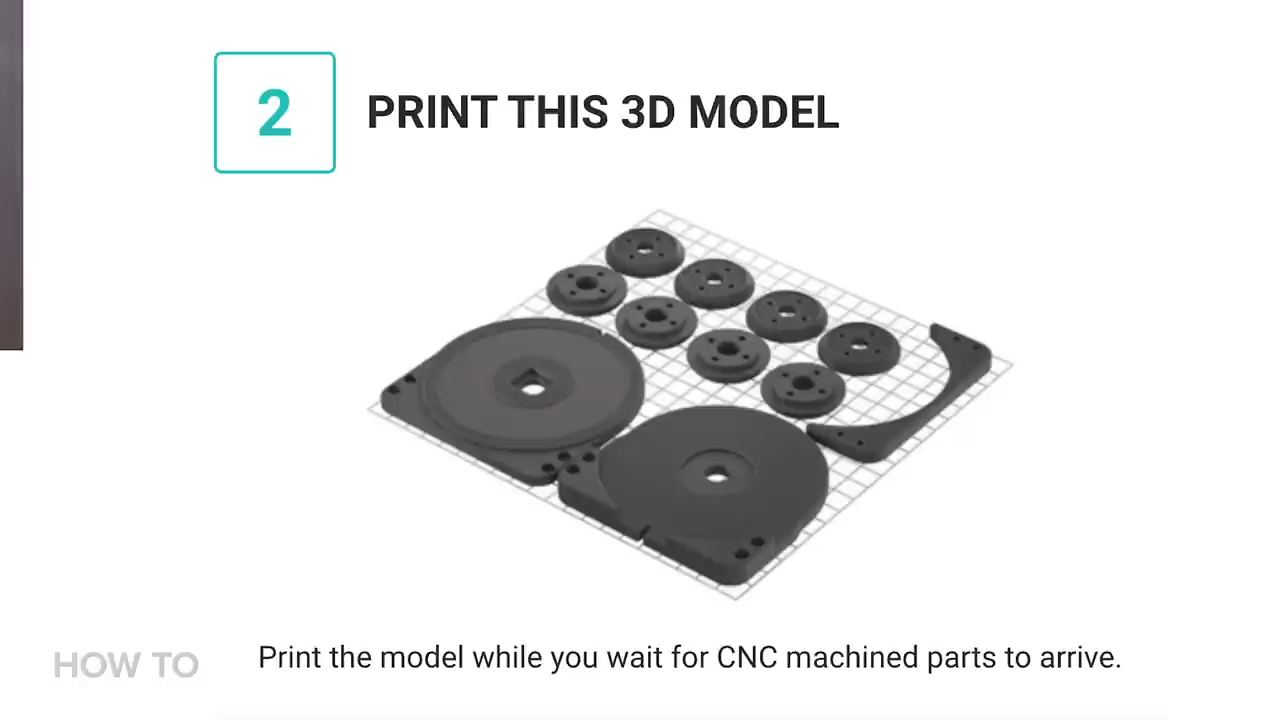 2
PRINT THIS 3D MODEL
Print the model while you wait for CNC machined parts to arrive.
HOW TO